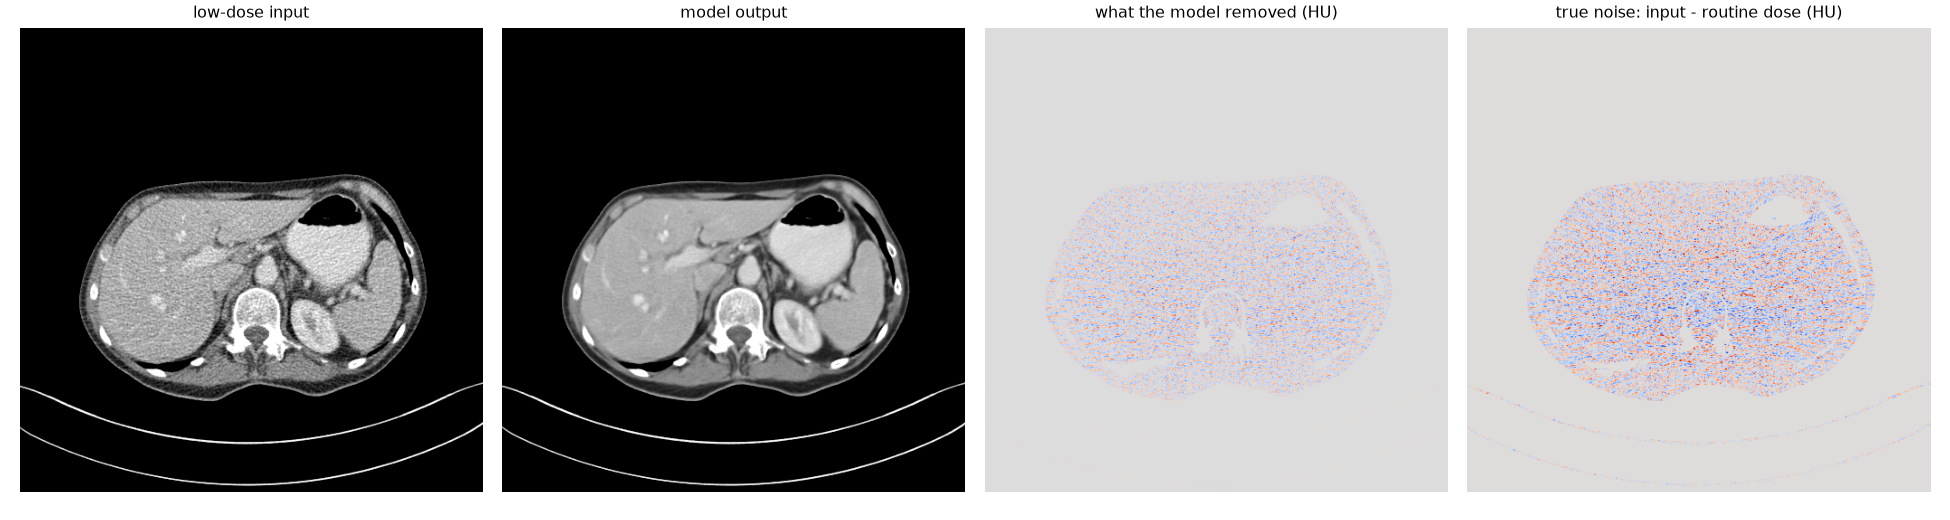 low-dose input
model output
what the model removed (HU)
true noise: input - routine dose (HU)